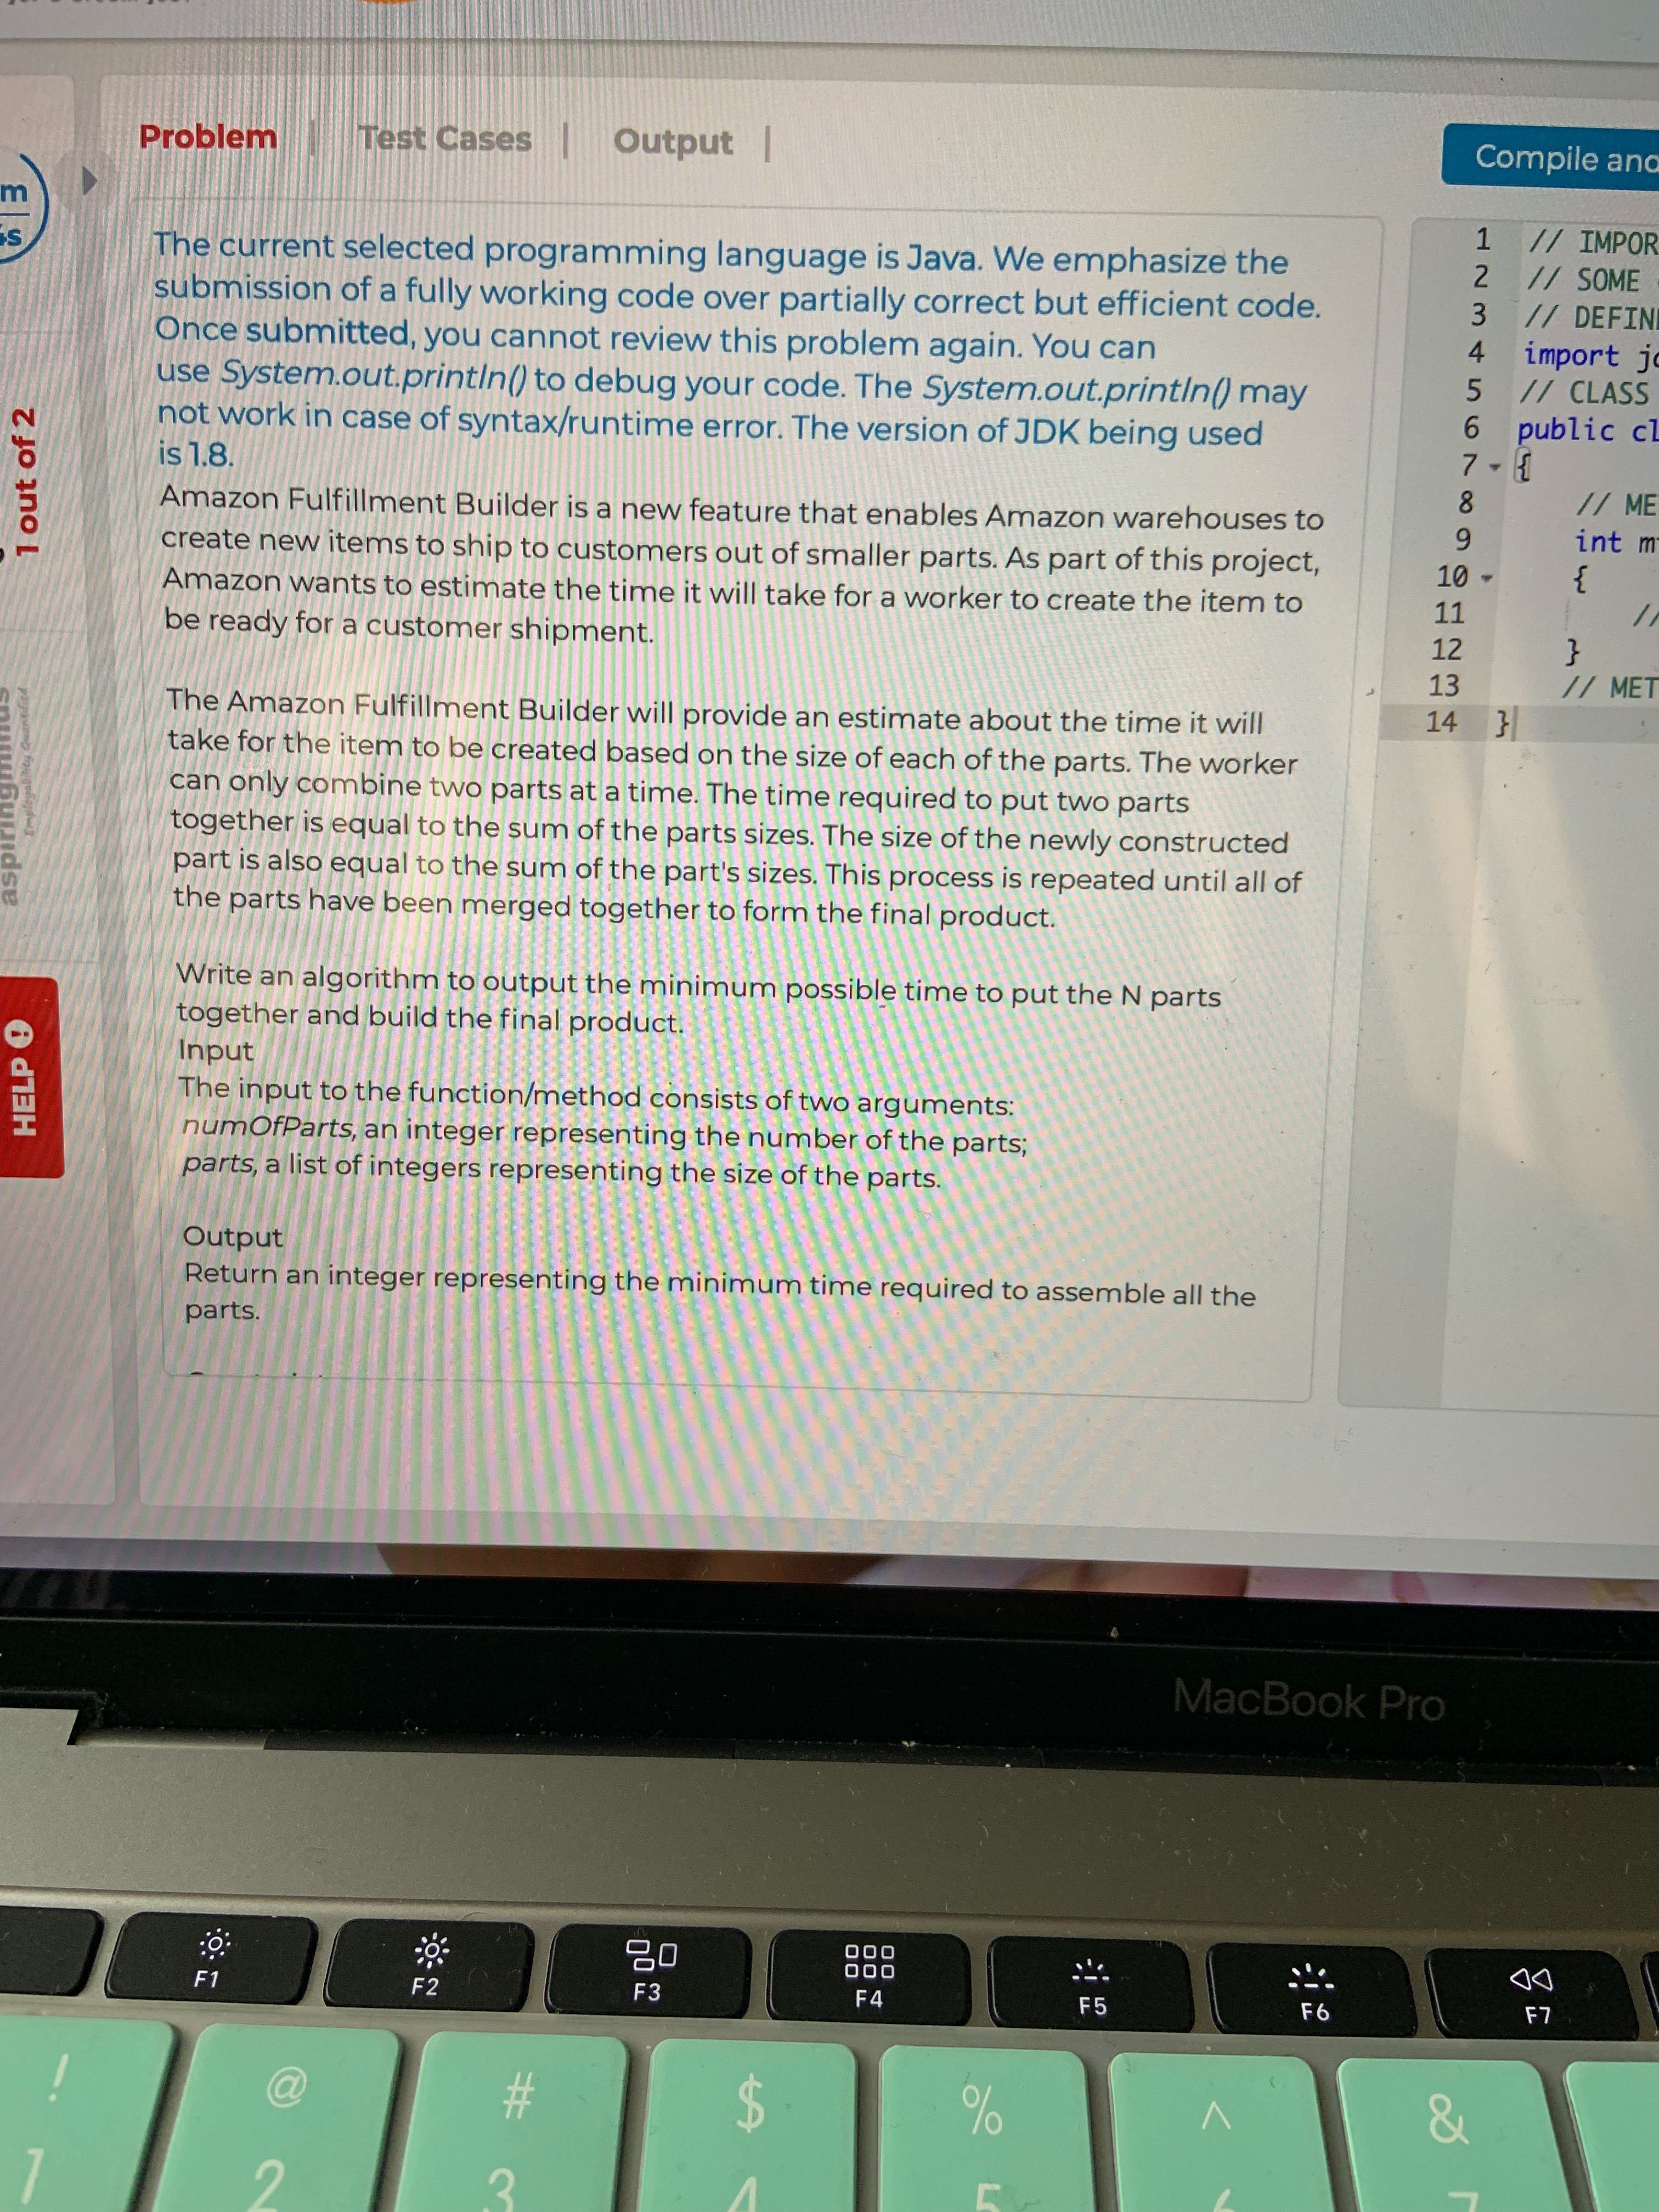 Problem | Test Cases | Output |
Compile and
m
s
The current selected programming language is Java. We emphasize the
submission of a fully working code over partially correct but efficient code.
Once submitted, you cannot review this problem again. You can
use System.out.println() to debug your code. The System.out.println() may
not work in case of syntax/runtime error. The version of JDK being used
is 1.8.
Amazon Fulfillment Builder is a new feature that enables Amazon warehouses to
create new items to ship to customers out of smaller parts. As part of this project,
Amazon wants to estimate the time it will take for a worker to create the item to
be ready for a customer shipment.
The Amazon Fulfillment Builder will provide an estimate about the time it will
take for the item to be created based on the size of each of the parts. The worker
can only combine two parts at a time. The time required to put two parts
together is equal to the sum of the parts sizes. The size of the newly constructed
part is also equal to the sum of the part's sizes. This process is repeated until all of
the parts have been merged together to form the final product.
Write an algorithm to output the minimum possible time to put the N parts
together and build the final product.
Input
The input to the function/method consists of two arguments:
numOfParts, an integer representing the number of the parts;
parts, a list of integers representing the size of the parts.
Output
Return an integer representing the minimum time required to assemble all the
parts.
1 // IMPOR
2 // SOME
3 // DEFIN
4 import ja
5 // CLASS
6 public cl
7 {
8 // ME
9 int m
10 {
11 //
12 }
13 // MET
14 }
1 out of 2
aspiringminds
Employability Quantified
HELP !
MacBook Pro
F1 F2 F3 F4 F5 F6 F7
! @ # $ % ^ &
1 2 3 4 5 6 7